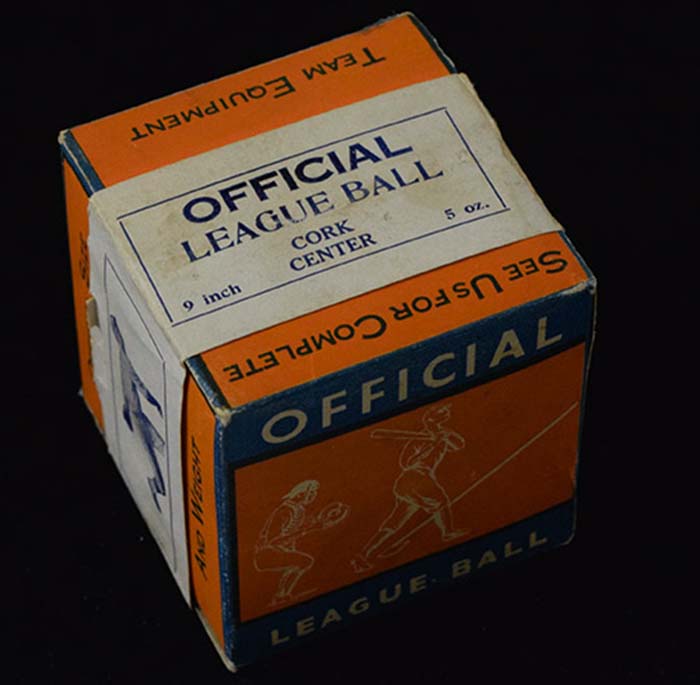 TEAM EQUIPMENT
OFFICIAL
LEAGUE BALL
CORK
CENTER
9 inch
5 oz.
SEE US FOR COMPLETE
OFFICIAL
LEAGUE BALL
AND WEIGHT